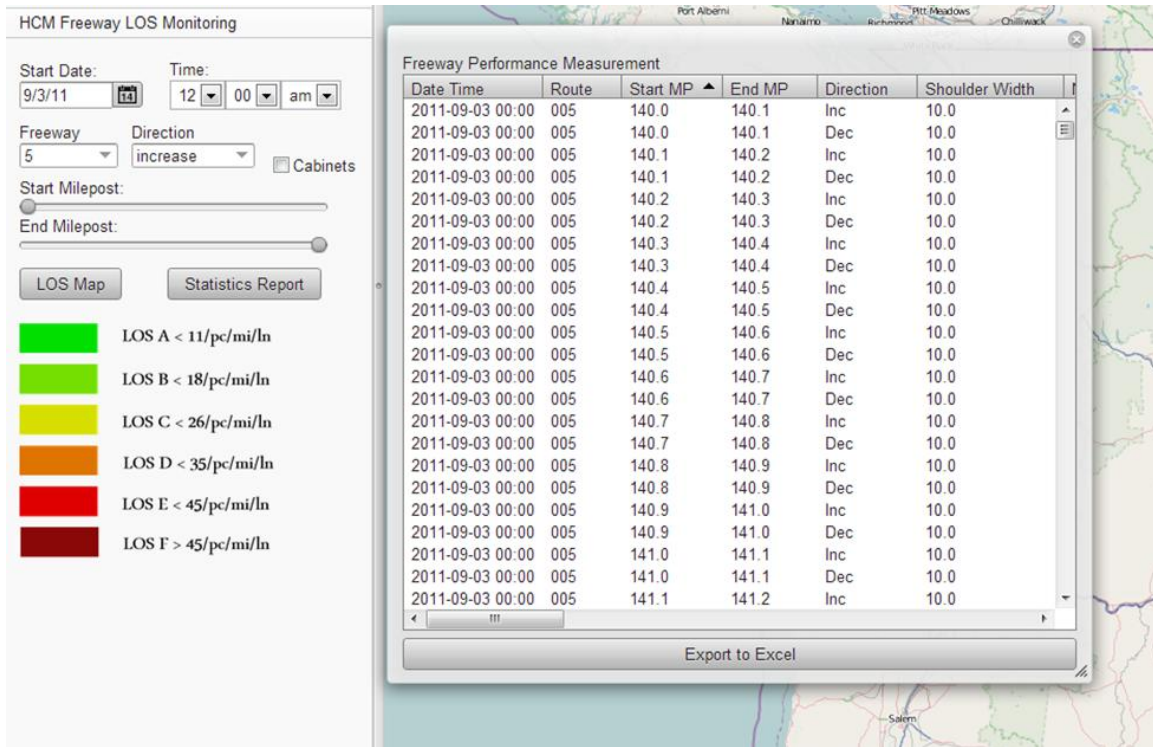 HCM Freeway LOS Monitoring
Start Date:
Time:
9/3/11
14
12
00
am
Freeway
Direction
5
increase
Cabinets
Start Milepost:
End Milepost:
LOS Map
Statistics Report
LOS A < 11/pc/mi/ln
LOS B < 18/pc/mi/ln
LOS C < 26/pc/mi/ln
LOS D < 35/pc/mi/ln
LOS E < 45/pc/mi/ln
LOS F > 45/pc/mi/ln
Port Alberni
Nanaimo
Richmond
Pitt Meadows
Chilliwack
Freeway Performance Measurement
Date Time Route Start MP End MP Direction Shoulder Width
2011-09-03 00:00 005 140.0 140.1 Inc 10.0
2011-09-03 00:00 005 140.0 140.1 Dec 10.0
2011-09-03 00:00 005 140.1 140.2 Inc 10.0
2011-09-03 00:00 005 140.1 140.2 Dec 10.0
2011-09-03 00:00 005 140.2 140.3 Inc 10.0
2011-09-03 00:00 005 140.2 140.3 Dec 10.0
2011-09-03 00:00 005 140.3 140.4 Inc 10.0
2011-09-03 00:00 005 140.3 140.4 Dec 10.0
2011-09-03 00:00 005 140.4 140.5 Inc 10.0
2011-09-03 00:00 005 140.4 140.5 Dec 10.0
2011-09-03 00:00 005 140.5 140.6 Inc 10.0
2011-09-03 00:00 005 140.5 140.6 Dec 10.0
2011-09-03 00:00 005 140.6 140.7 Inc 10.0
2011-09-03 00:00 005 140.6 140.7 Dec 10.0
2011-09-03 00:00 005 140.7 140.8 Inc 10.0
2011-09-03 00:00 005 140.7 140.8 Dec 10.0
2011-09-03 00:00 005 140.8 140.9 Inc 10.0
2011-09-03 00:00 005 140.8 140.9 Dec 10.0
2011-09-03 00:00 005 140.9 141.0 Inc 10.0
2011-09-03 00:00 005 140.9 141.0 Dec 10.0
2011-09-03 00:00 005 141.0 141.1 Inc 10.0
2011-09-03 00:00 005 141.0 141.1 Dec 10.0
2011-09-03 00:00 005 141.1 141.2 Inc 10.0
Export to Excel
Salem